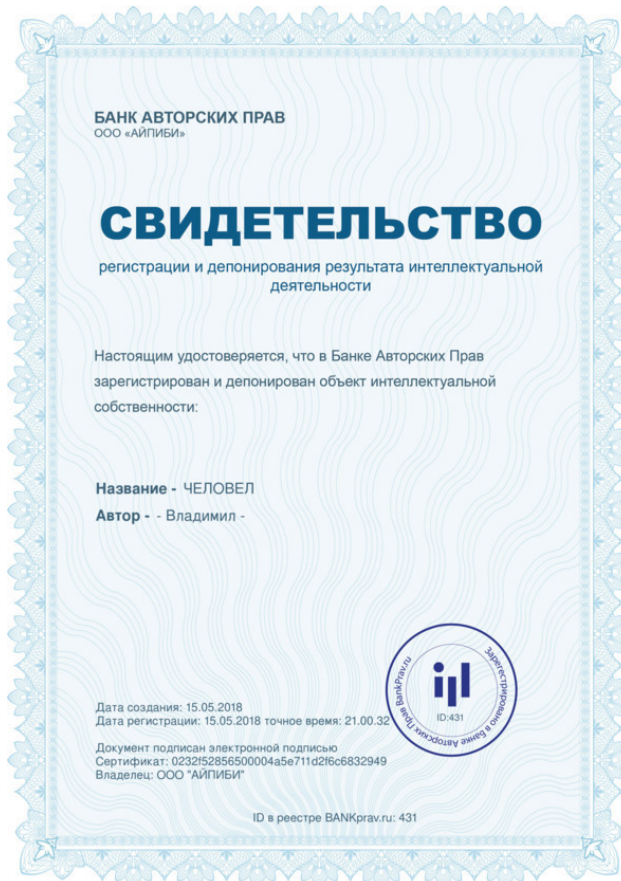 БАНК АВТОРСКИХ ПРАВ
ООО «АЙПИБИ»
СВИДЕТЕЛЬСТВО
регистрации и депонирования результата интеллектуальной
деятельности
Настоящим удостоверяется, что в Банке Авторских Прав
зарегистрирован и депонирован объект интеллектуальной
собственности:
Название - ЧЕЛОВЕЛ
Автор - - Владимил -
Зарегестрировано в Банке Авторских Прав BankPrav.ru
ID:431
Дата создания: 15.05.2018
Дата регистрации: 15.05.2018 точное время: 21.00.32
Документ подписан электронной подписью
Сертификат: 0232f52856500004a5e711d2f6c6832949
Владелец: ООО "АЙПИБИ"
ID в реестре BANKprav.ru: 431